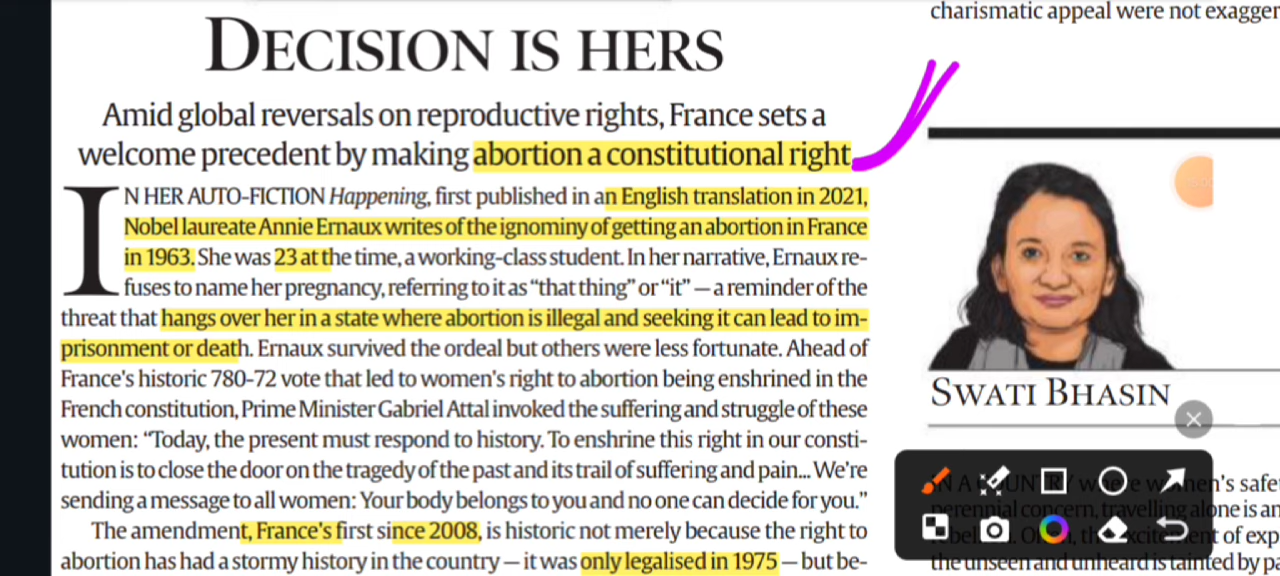 DECISION IS HERS
Amid global reversals on reproductive rights, France sets a
welcome precedent by making abortion a constitutional right
IN HER AUTO-FICTION Happening, first published in an English translation in 2021,
Nobel laureate Annie Ernaux writes of the ignominy of getting an abortion in France
in 1963. She was 23 at the time, a working-class student. In her narrative, Ernaux re-
fuses to name her pregnancy, referring to it as “that thing” or “it” — a reminder of the
threat that hangs over her in a state where abortion is illegal and seeking it can lead to im-
prisonment or death. Ernaux survived the ordeal but others were less fortunate. Ahead of
France's historic 780-72 vote that led to women's right to abortion being enshrined in the
French constitution, Prime Minister Gabriel Attal invoked the suffering and struggle of these
women: “Today, the present must respond to history. To enshrine this right in our consti-
tution is to close the door on the tragedy of the past and its trail of suffering and pain... We're
sending a message to all women: Your body belongs to you and no one can decide for you.”
The amendment, France's first since 2008, is historic not merely because the right to
abortion has had a stormy history in the country — it was only legalised in 1975 — but be-
charismatic appeal were not exagger
SWATI BHASIN
IN A COUNTRY where women's safe
perennial concern, travelling alone is an
of exp
the unseen and unheard is tainted by pa